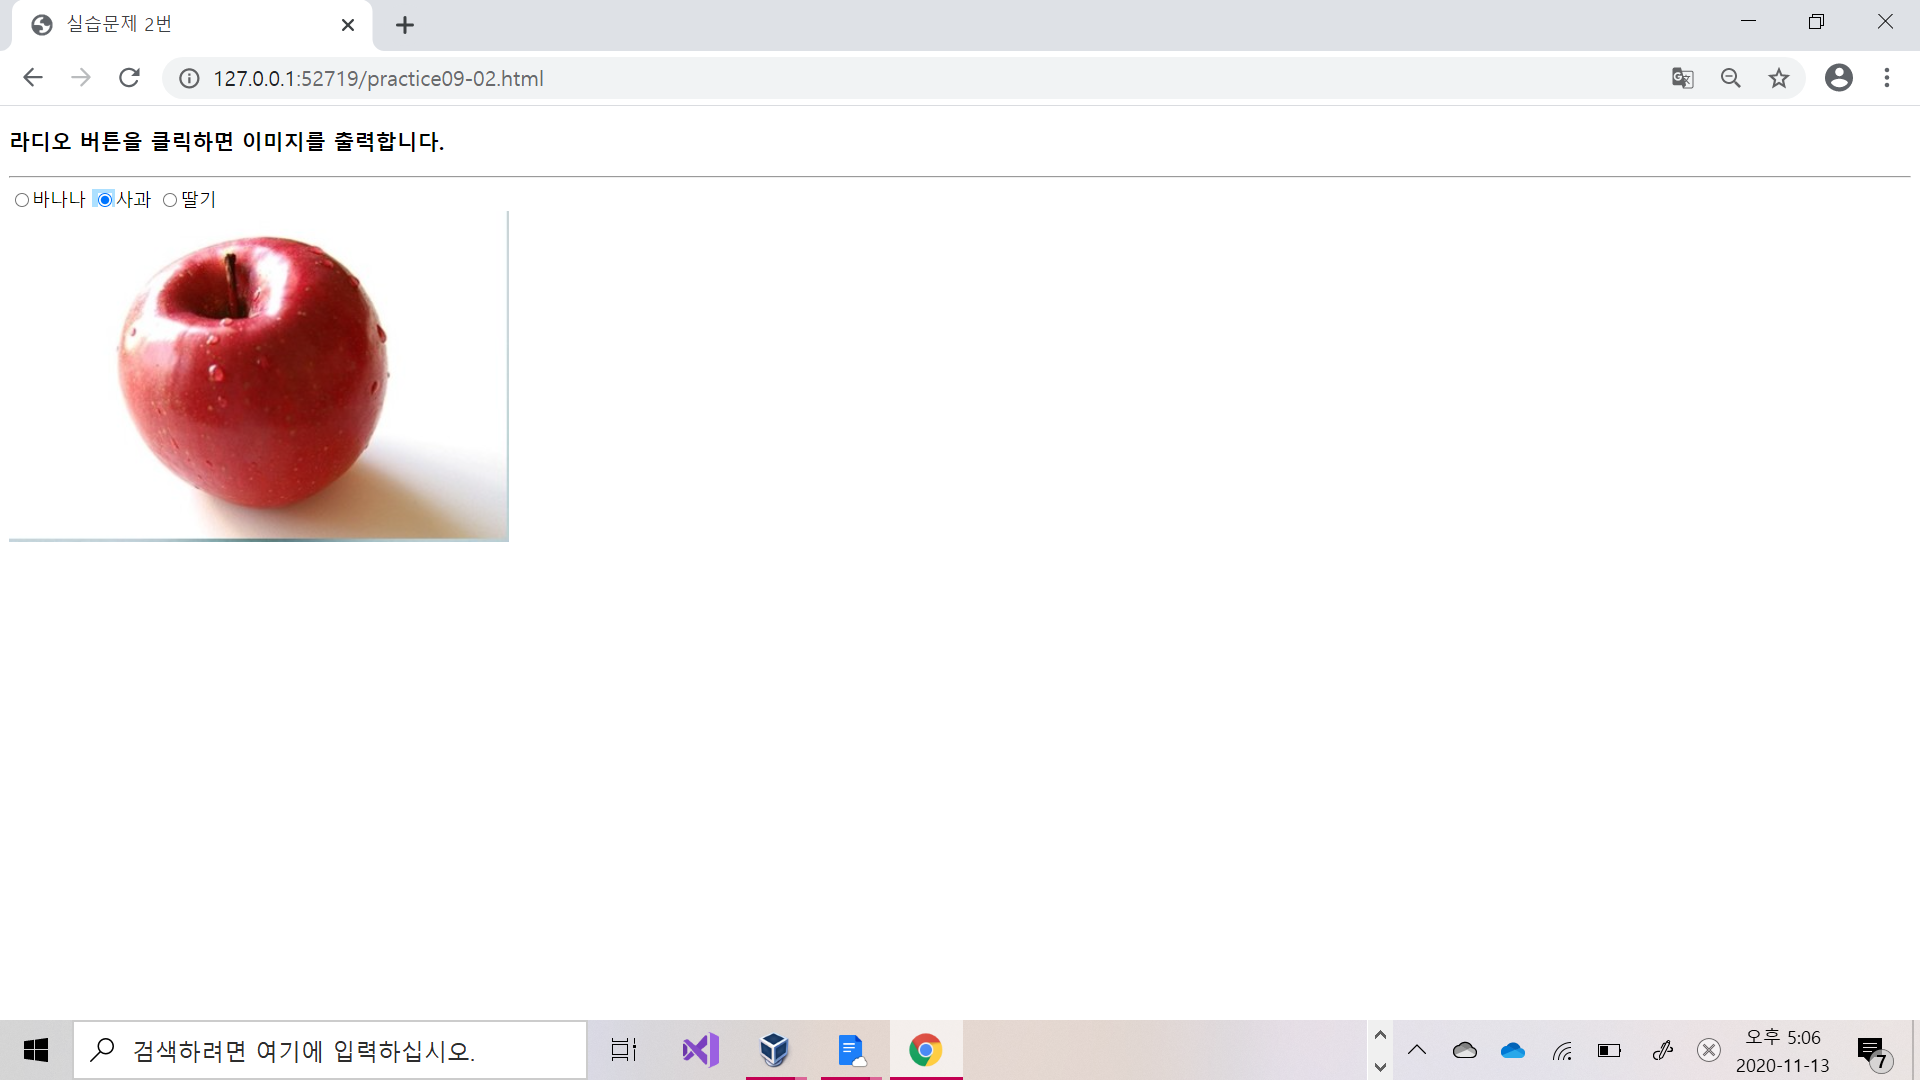 실습문제 2번
127.0.0.1:52719/practice09-02.html
라디오 버튼을 클릭하면 이미지를 출력합니다.
바나나 사과 딸기
검색하려면 여기에 입력하십시오.
오후 5:06
2020-11-13
7